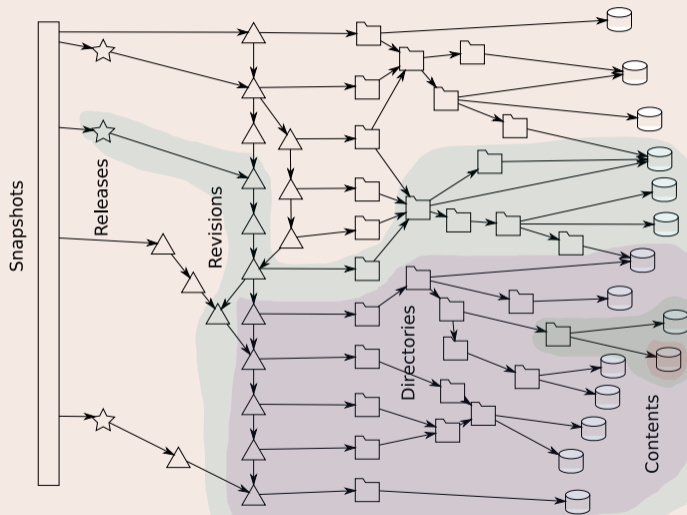 Snapshots
Releases
Revisions
Directories
Contents